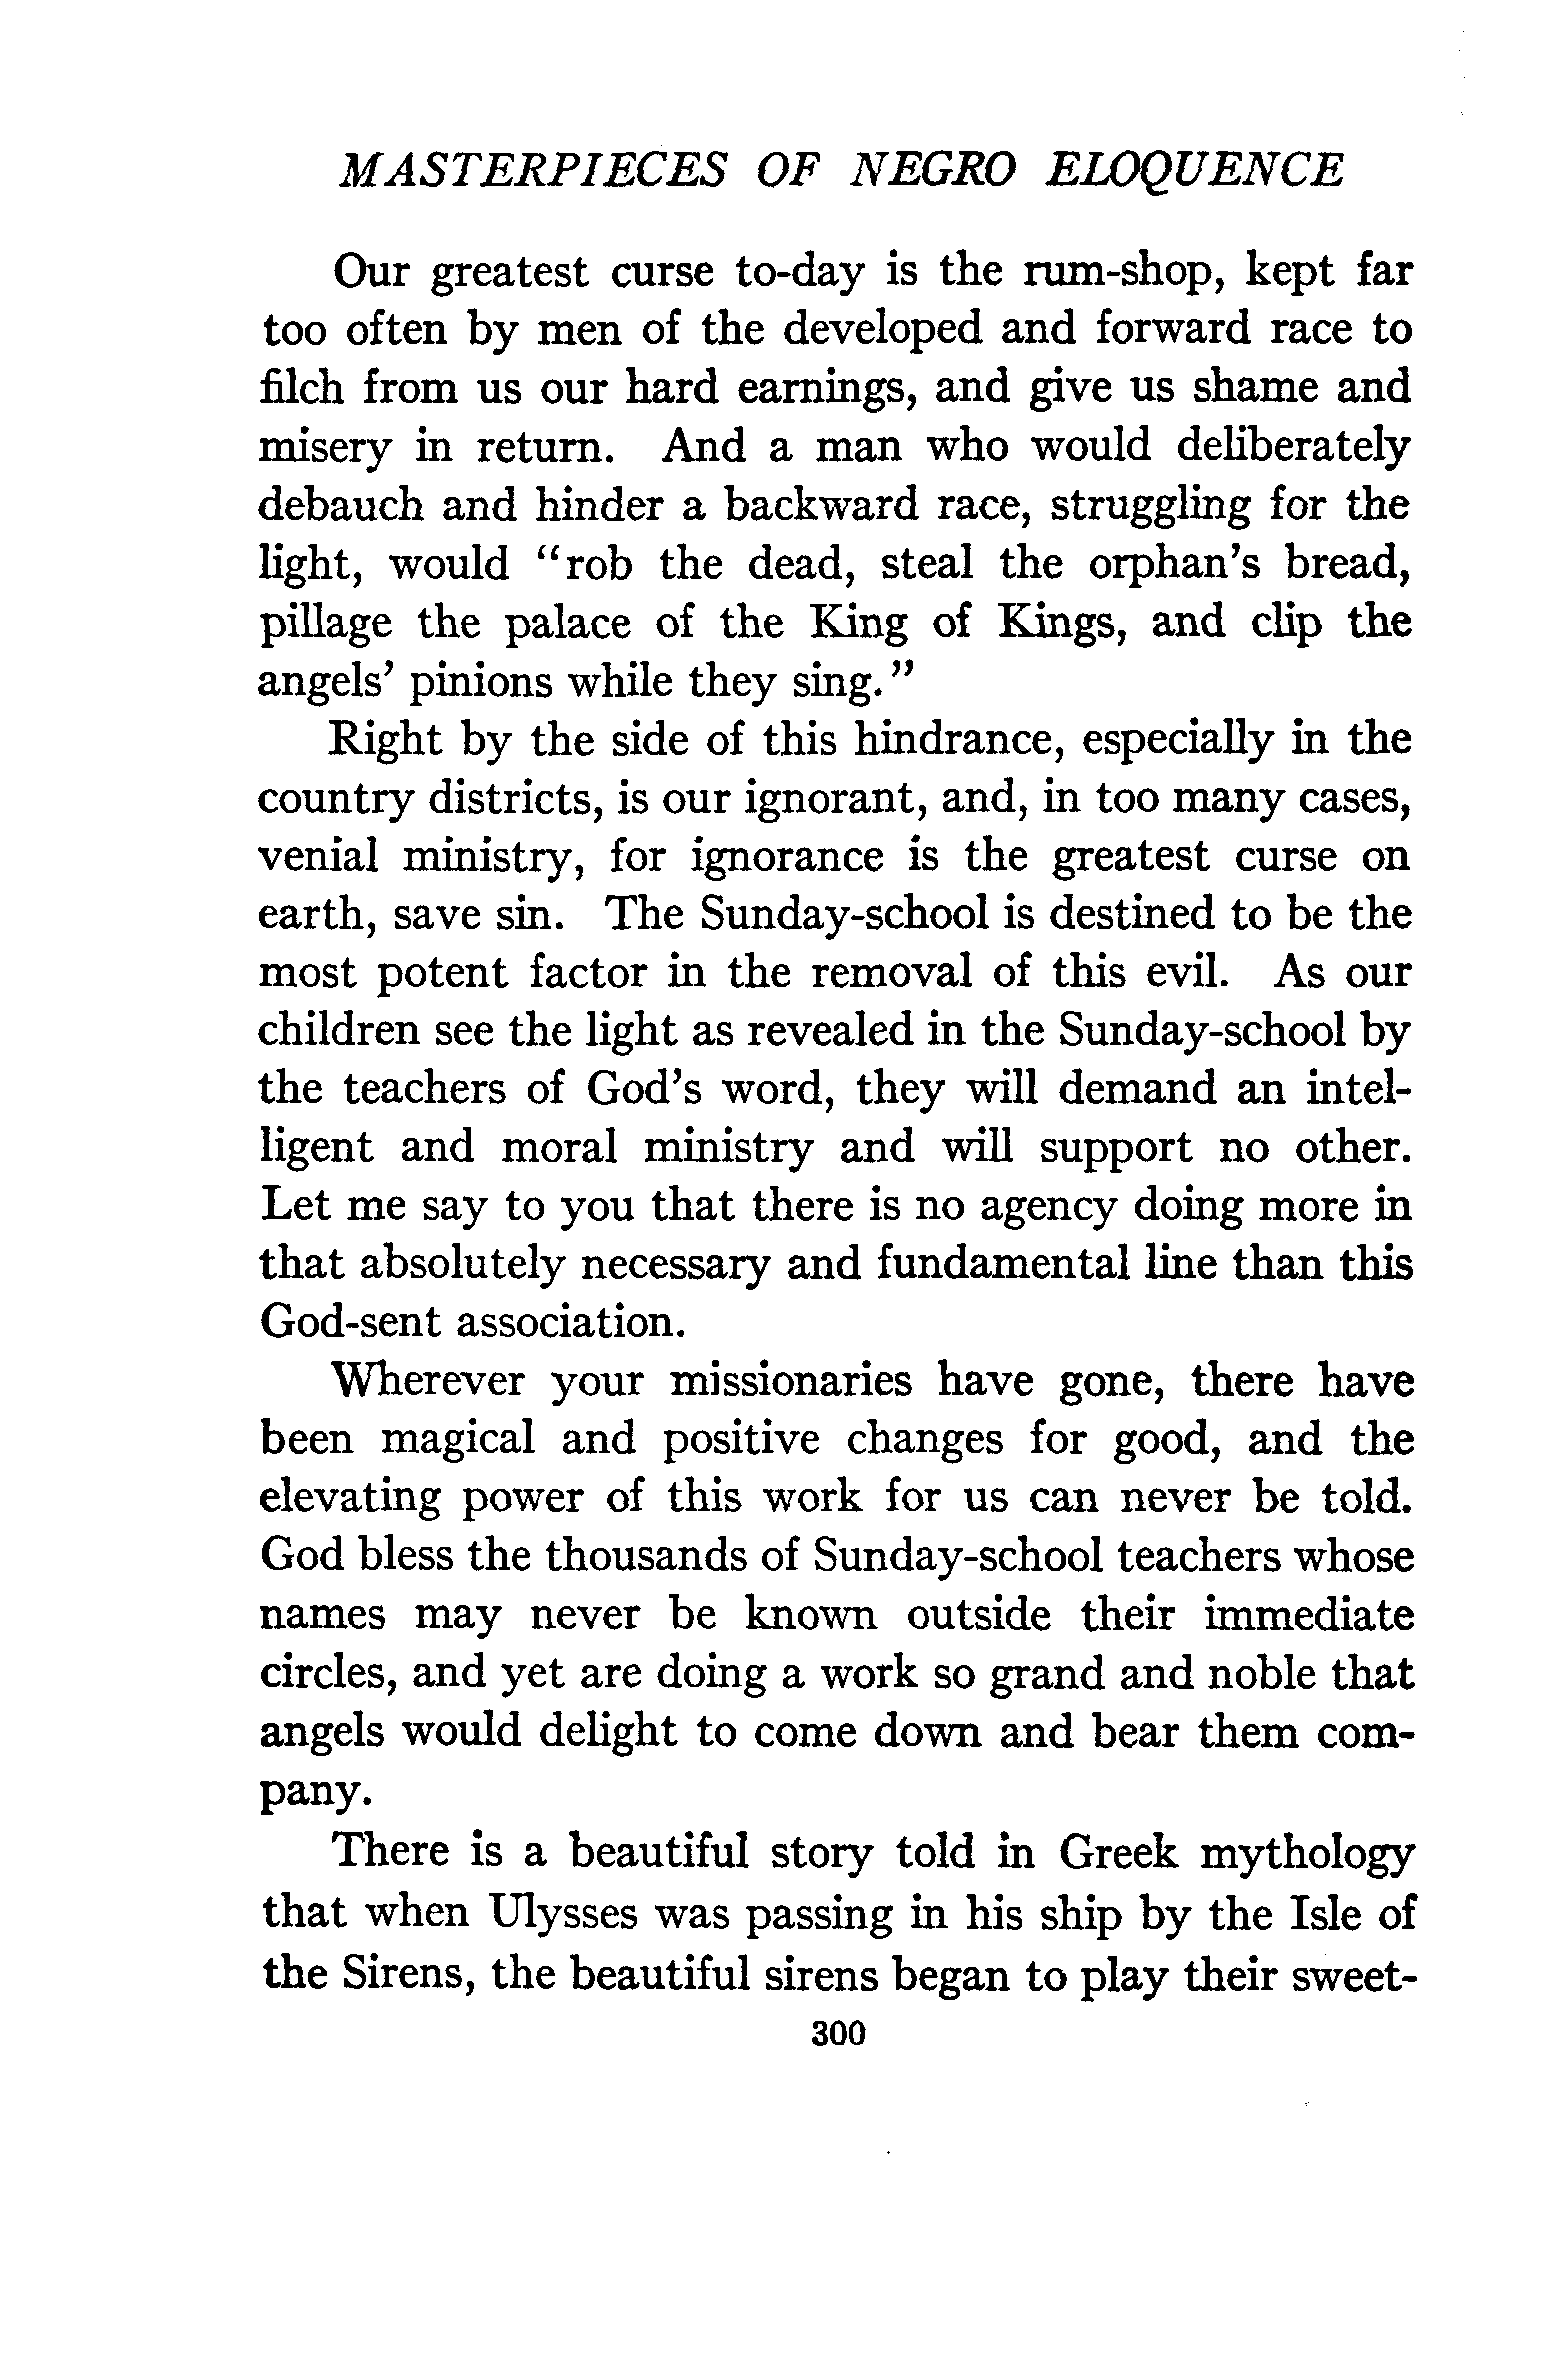 MASTERPIECES OF NEGRO ELOQUENCE
Our greatest curse to-day is the rum-shop, kept far
too often by men of the developed and forward race to
filch from us our hard earnings, and give us shame and
misery in return. And a man who would deliberately
debauch and hinder a backward race, struggling for the
light, would "rob the dead, steal the orphan's bread,
pillage the palace of the King of Kings, and clip the
angels' pinions while they sing."
Right by the side of this hindrance, especially in the
country districts, is our ignorant, and, in too many cases,
venial ministry, for ignorance is the greatest curse on
earth, save sin. The Sunday-school is destined to be the
most potent factor in the removal of this evil. As our
children see the light as revealed in the Sunday-school by
the teachers of God's word, they will demand an intel-
ligent and moral ministry and will support no other.
Let me say to you that there is no agency doing more in
that absolutely necessary and fundamental line than this
God-sent association.
Wherever your missionaries have gone, there have
been magical and positive changes for good, and the
elevating power of this work for us can never be told.
God bless the thousands of Sunday-school teachers whose
names may never be known outside their immediate
circles, and yet are doing a work so grand and noble that
angels would delight to come down and bear them com-
pany.
There is a beautiful story told in Greek mythology
that when Ulysses was passing in his ship by the Isle of
the Sirens, the beautiful sirens began to play their sweet-
300